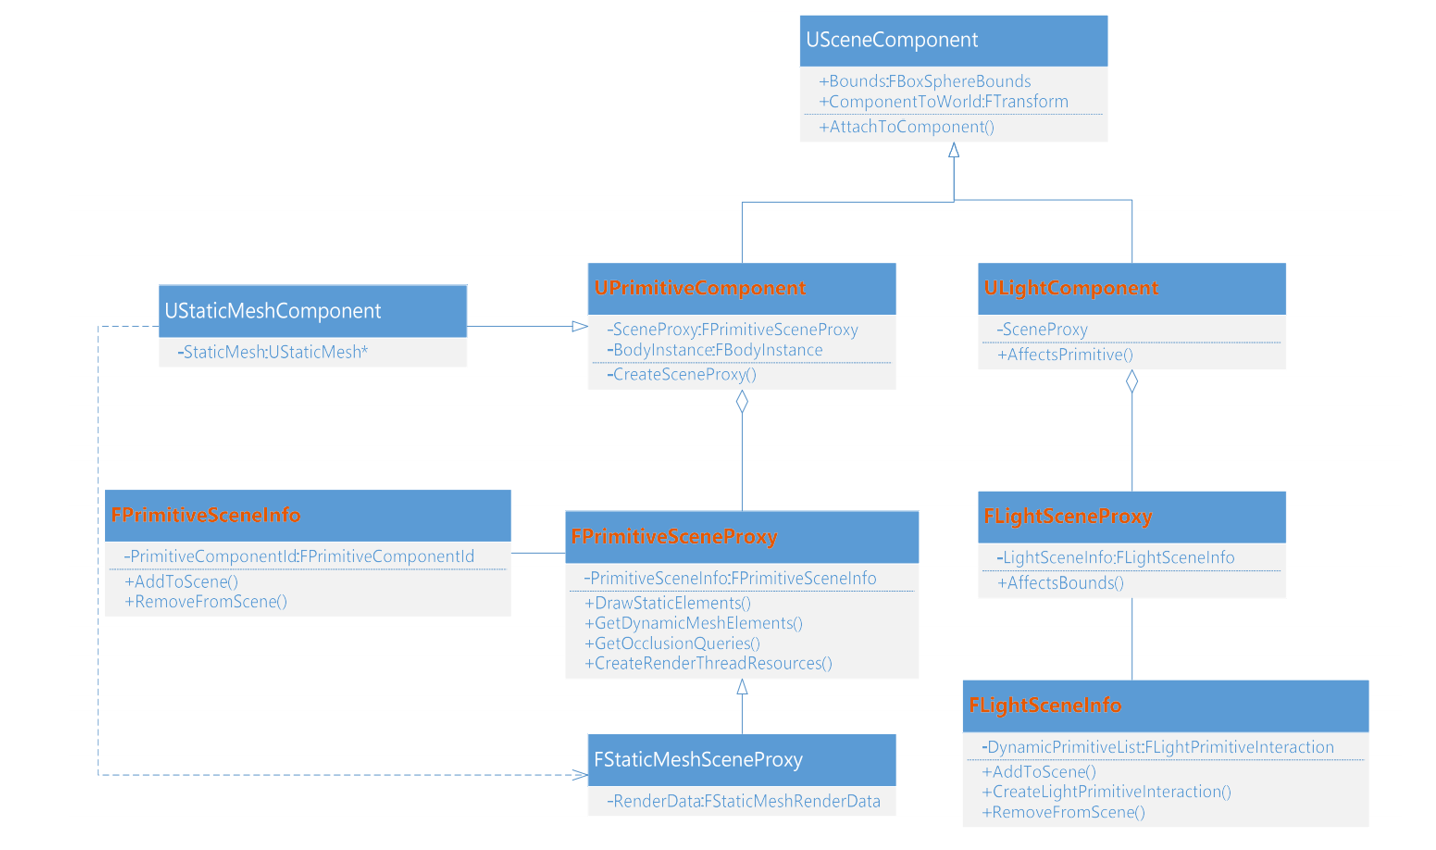 USceneComponent
+Bounds:FBoxSphereBounds
+ComponentToWorld:FTransform
+AttachToComponent()
UStaticMeshComponent
-StaticMesh:UStaticMesh*
UPrimitiveComponent
-SceneProxy:FPrimitiveSceneProxy
-BodyInstance:FBodyInstance
-CreateSceneProxy()
ULightComponent
-SceneProxy
+AffectsPrimitive()
FPrimitiveSceneInfo
-PrimitiveComponentId:FPrimitiveComponentId
+AddToScene()
+RemoveFromScene()
FPrimitiveSceneProxy
-PrimitiveSceneInfo:FPrimitiveSceneInfo
+DrawStaticElements()
+GetDynamicMeshElements()
+GetOcclusionQueries()
+CreateRenderThreadResources()
FLightSceneProxy
-LightSceneInfo:FLightSceneInfo
+AffectsBounds()
FStaticMeshSceneProxy
-RenderData:FStaticMeshRenderData
FLightSceneInfo
-DynamicPrimitiveList:FLightPrimitiveInteraction
+AddToScene()
+CreateLightPrimitiveInteraction()
+RemoveFromScene()